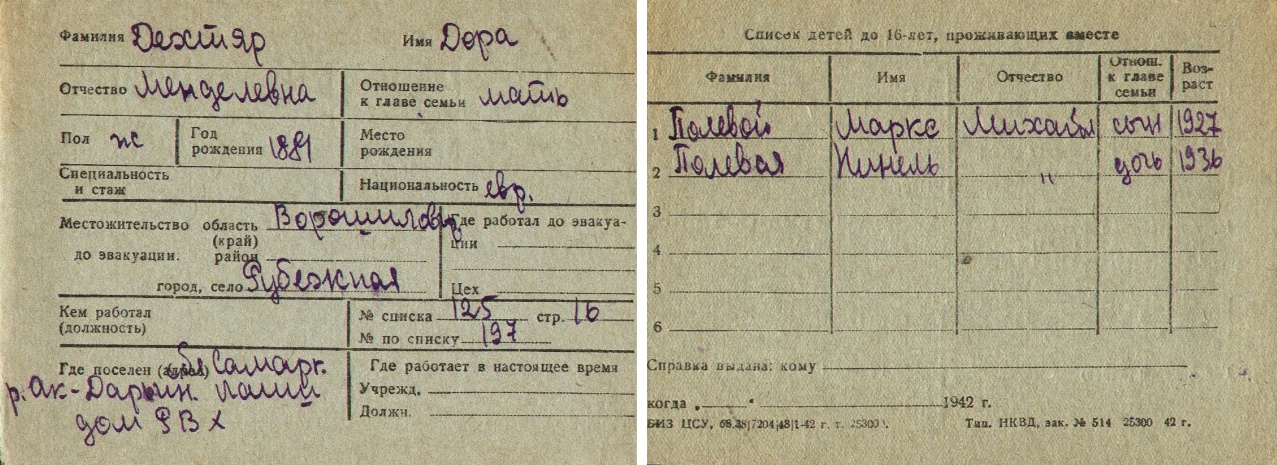 Фамилия Дехтяр Имя Дора
Отчество Менделевна Отношение к главе семьи мать
Пол ж Год рождения 1881 Место рождения
Специальность и стаж Национальность евр.
Местожительство до эвакуации: область (край) Ворошиловгр Где работал до эвакуации
район
город, село Рубежная Цех
Кем работал (должность) № списка 125 стр. 16
№ по списку 197
Где поселен (адрес) Самарг. Где работает в настоящее время
р. Ак-Дарьин. Учрежд.
дом Должн.
Список детей до 16-лет, проживающих вместе
Фамилия Имя Отчество Отнош. к главе семьи Возраст
1 Полевой Маркс Михайл сын 1927
2 Полевая Нинель " дочь 1936
3
4
5
6
Справка выдана: кому
когда „ " 1942 г.
БИЗ ЦСУ, Тип. НКВД, зак. № 514 25300 42 г.